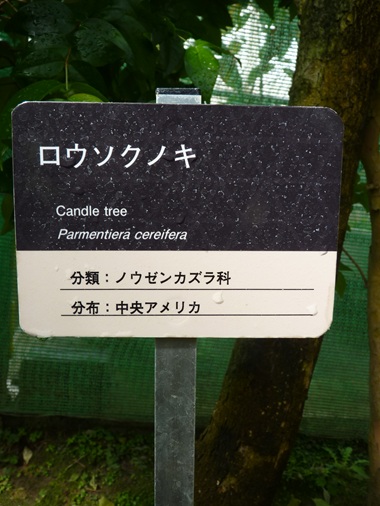 ロウソクノキ
Candle tree
Parmentiera cereifera
分類：ノウゼンカズラ科
分布：中央アメリカ